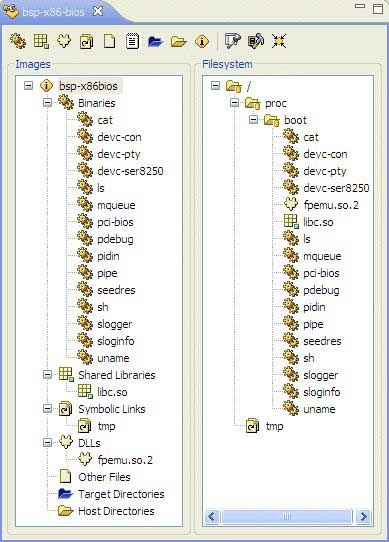 bsp-x86-bios
Images
bsp-x86bios
Binaries
cat
devc-con
devc-pty
devc-ser8250
ls
mqueue
pci-bios
pdebug
pidin
pipe
seedres
sh
slogger
sloginfo
uname
Shared Libraries
libc.so
Symbolic Links
tmp
DLLs
fpemu.so.2
Other Files
Target Directories
Host Directories
Filesystem
/
proc
boot
cat
devc-con
devc-pty
devc-ser8250
fpemu.so.2
libc.so
ls
mqueue
pci-bios
pdebug
pidin
pipe
seedres
sh
slogger
sloginfo
uname
tmp